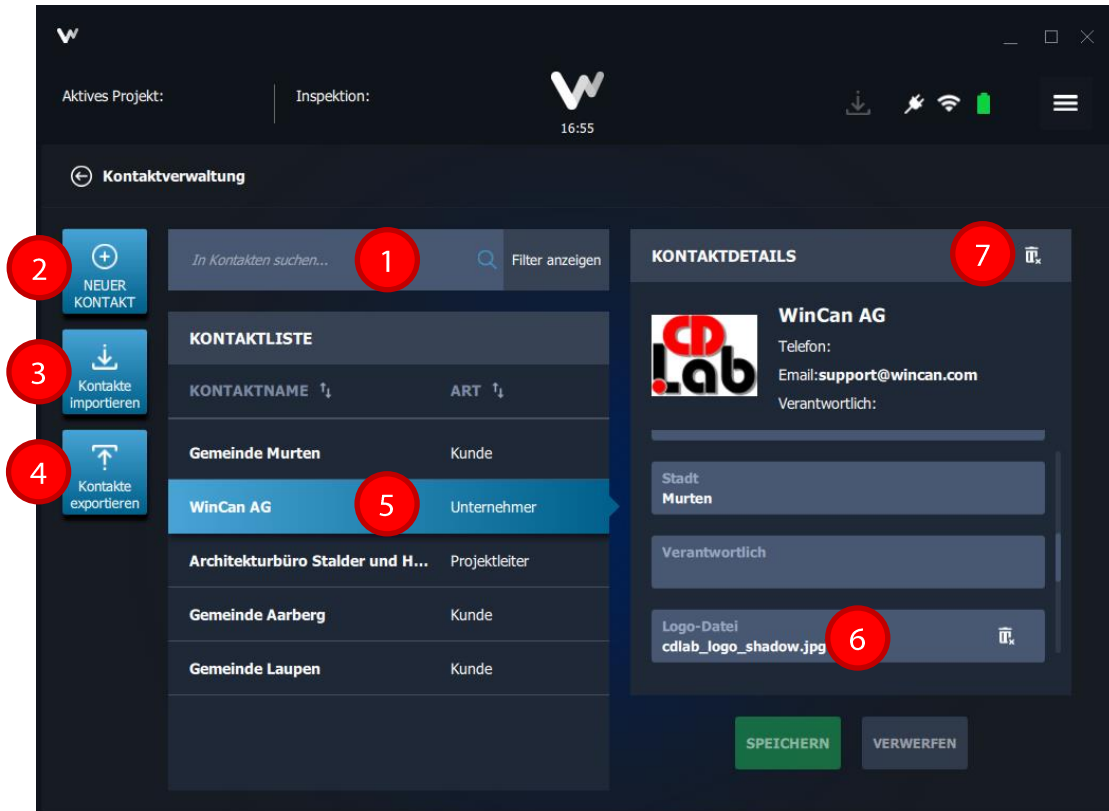 Aktives Projekt:
Inspektion:
16:55
Kontaktverwaltung
2
NEUER
KONTAKT
3
Kontakte
importieren
4
Kontakte
exportieren
In Kontakten suchen...
1
Filter anzeigen
KONTAKTLISTE
KONTAKTNAME
ART
Gemeinde Murten Kunde
WinCan AG 5 Unternehmer
Architekturbüro Stalder und H... Projektleiter
Gemeinde Aarberg Kunde
Gemeinde Laupen Kunde
KONTAKTDETAILS
7
CD
Lab
WinCan AG
Telefon:
Email:support@wincan.com
Verantwortlich:
Stadt
Murten
Verantwortlich
Logo-Datei
cdlab_logo_shadow.jpg
6
SPEICHERN
VERWERFEN